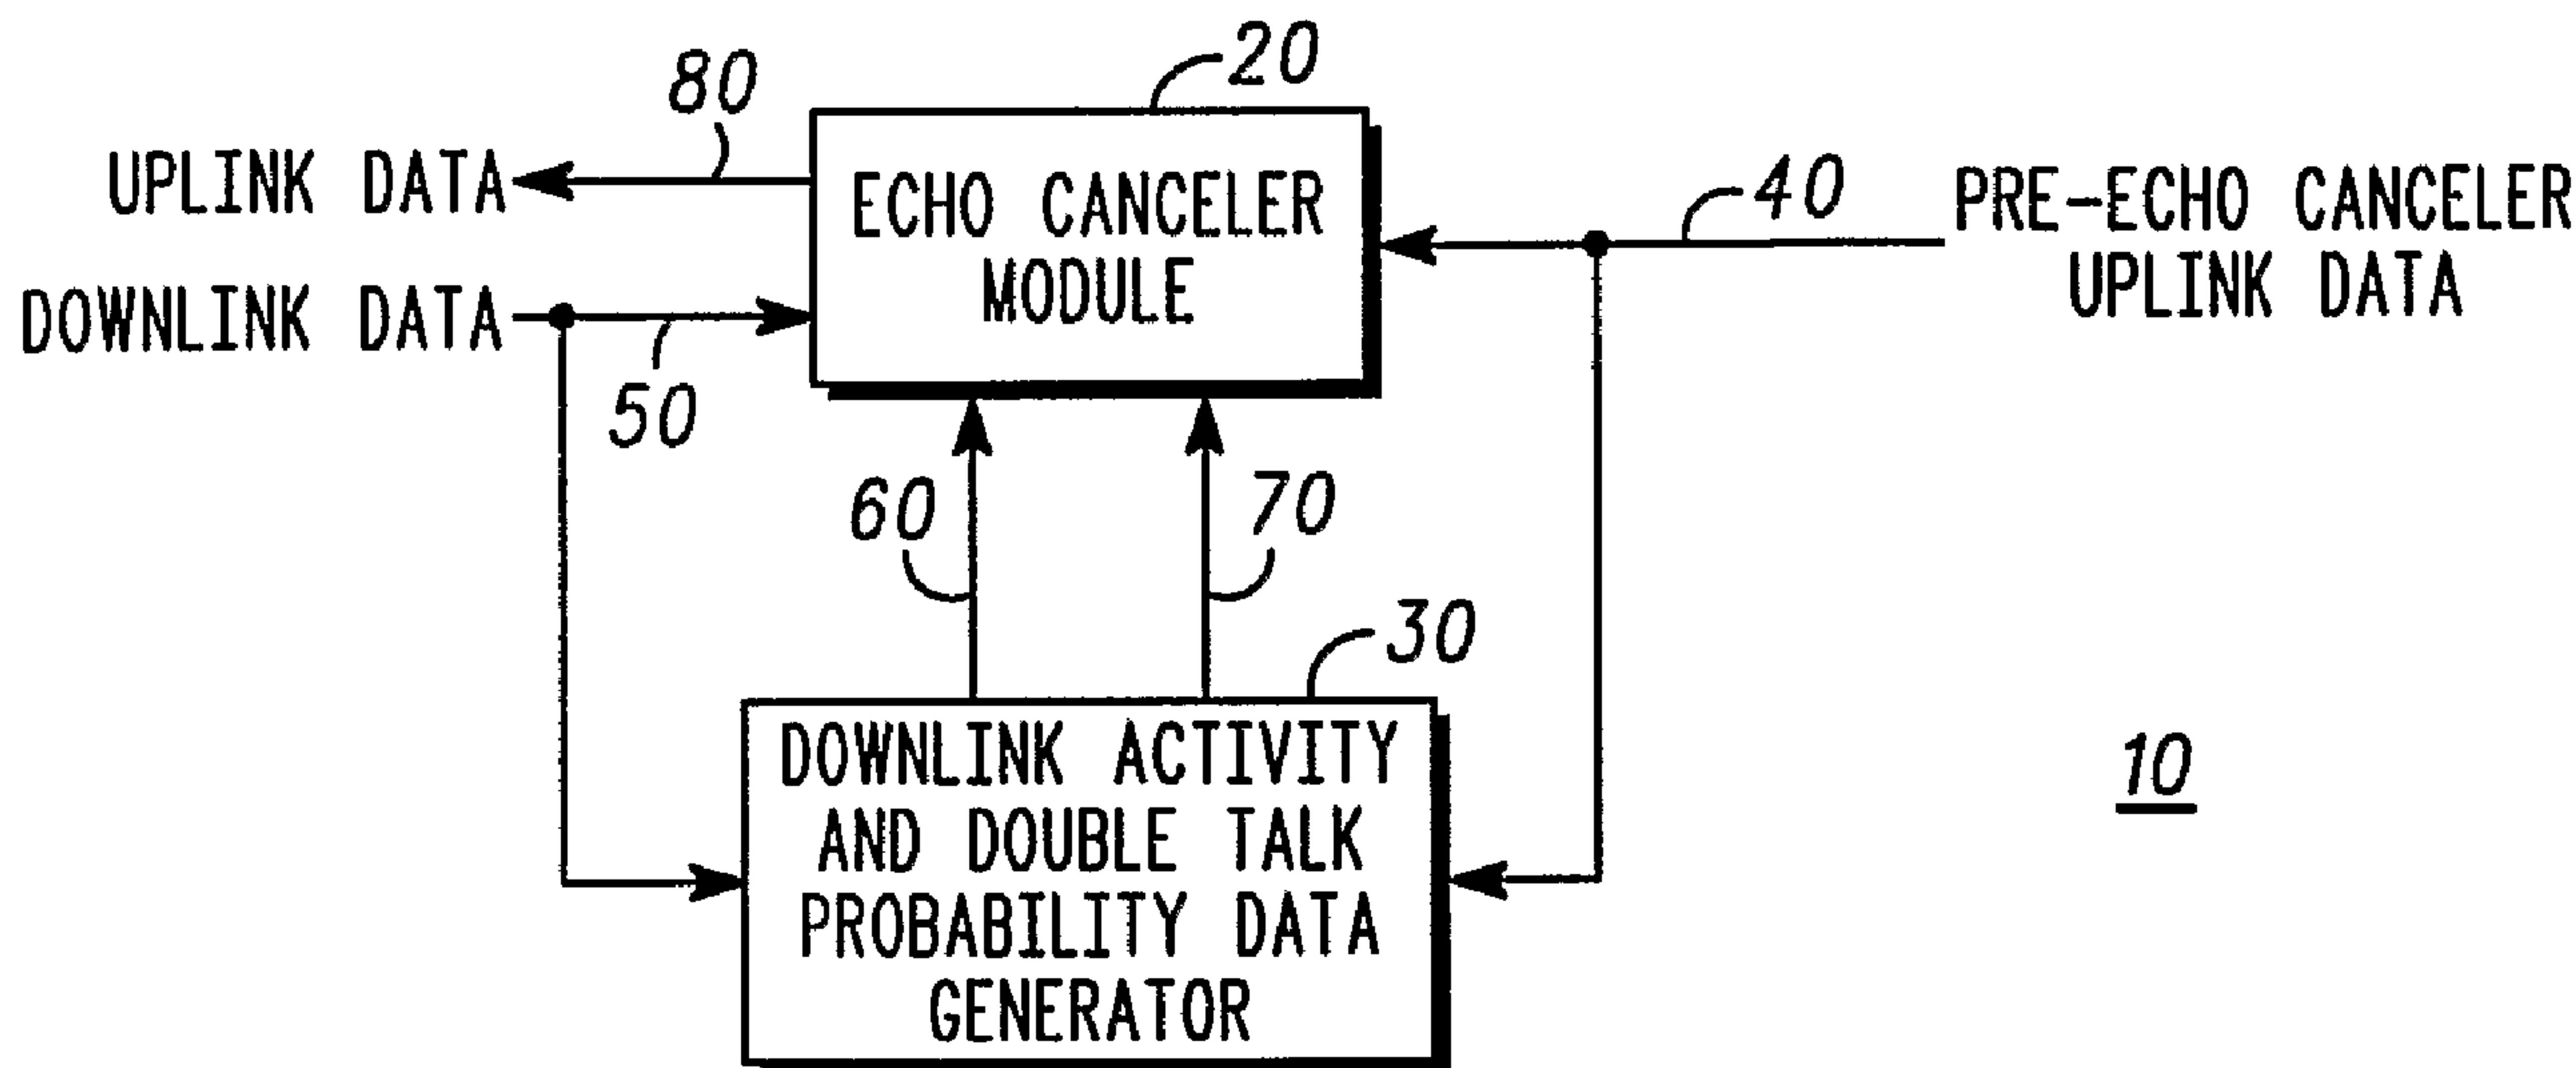 20
80
UPLINK DATA
ECHO CANCELER
MODULE
40
PRE-ECHO CANCELER
UPLINK DATA
DOWNLINK DATA
50
60
70
30
DOWNLINK ACTIVITY
AND DOUBLE TALK
PROBABILITY DATA
GENERATOR
10